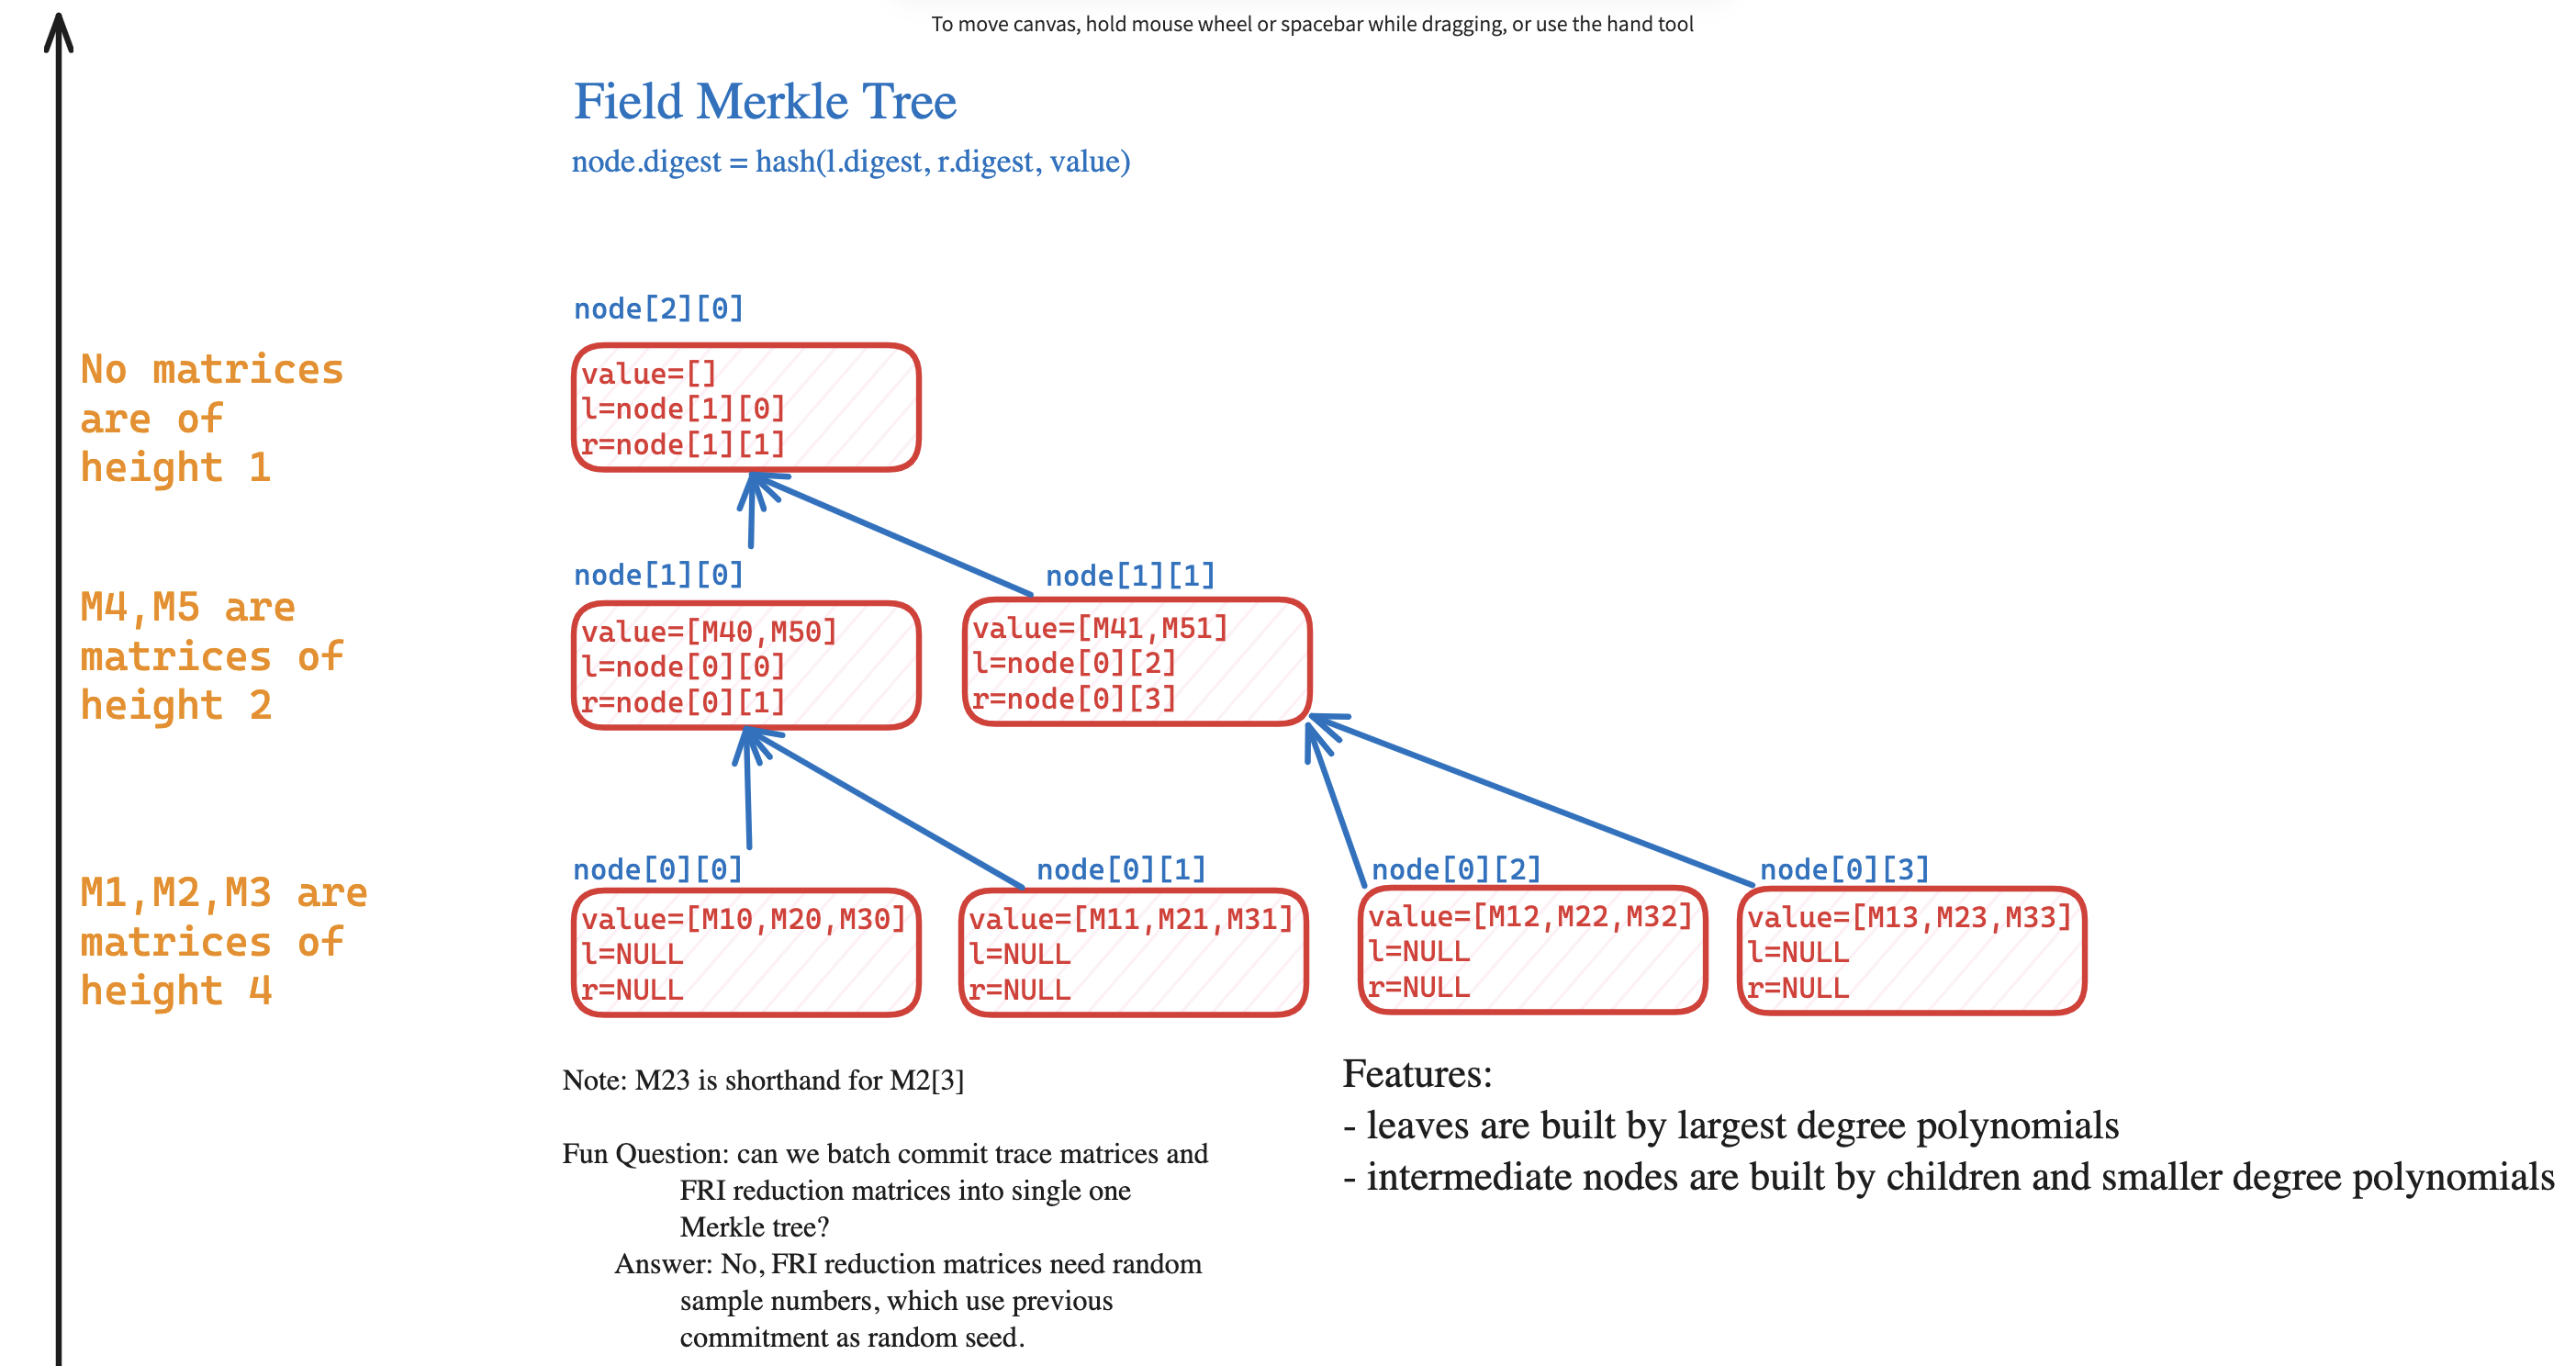 To move canvas, hold mouse wheel or spacebar while dragging, or use the hand tool
Field Merkle Tree
node.digest = hash(l.digest, r.digest, value)
No matrices
are of
height 1
node[2][0]
value=[]
l=node[1][0]
r=node[1][1]
M4,M5 are
matrices of
height 2
node[1][0]
value=[M40,M50]
l=node[0][0]
r=node[0][1]
node[1][1]
value=[M41,M51]
l=node[0][2]
r=node[0][3]
M1,M2,M3 are
matrices of
height 4
node[0][0]
value=[M10,M20,M30]
l=NULL
r=NULL
node[0][1]
value=[M11,M21,M31]
l=NULL
r=NULL
node[0][2]
value=[M12,M22,M32]
l=NULL
r=NULL
node[0][3]
value=[M13,M23,M33]
l=NULL
r=NULL
Note: M23 is shorthand for M2[3]
Fun Question: can we batch commit trace matrices and
FRI reduction matrices into single one
Merkle tree?
Answer: No, FRI reduction matrices need random
sample numbers, which use previous
commitment as random seed.
Features:
- leaves are built by largest degree polynomials
- intermediate nodes are built by children and smaller degree polynomials